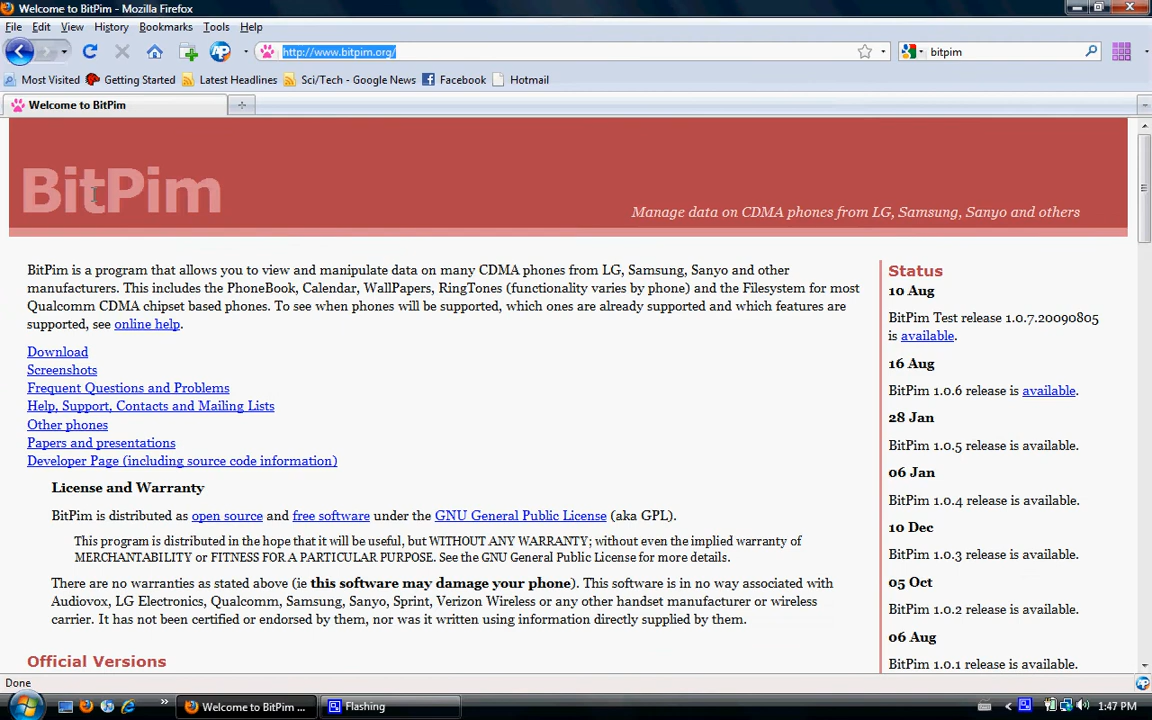 Welcome to BitPim - Mozilla Firefox
File Edit View History Bookmarks Tools Help
http://www.bitpim.org/
bitpim
Most Visited Getting Started Latest Headlines Sci/Tech - Google News Facebook Hotmail
Welcome to BitPim
BitPim
Manage data on CDMA phones from LG, Samsung, Sanyo and others
BitPim is a program that allows you to view and manipulate data on many CDMA phones from LG, Samsung, Sanyo and other
manufacturers. This includes the PhoneBook, Calendar, WallPapers, RingTones (functionality varies by phone) and the Filesystem for most
Qualcomm CDMA chipset based phones. To see when phones will be supported, which ones are already supported and which features are
supported, see online help.
Download
Screenshots
Frequent Questions and Problems
Help, Support, Contacts and Mailing Lists
Other phones
Papers and presentations
Developer Page (including source code information)
License and Warranty
BitPim is distributed as open source and free software under the GNU General Public License (aka GPL).
This program is distributed in the hope that it will be useful, but WITHOUT ANY WARRANTY; without even the implied warranty of
MERCHANTABILITY or FITNESS FOR A PARTICULAR PURPOSE. See the GNU General Public License for more details.
There are no warranties as stated above (ie this software may damage your phone). This software is in no way associated with
Audiovox, LG Electronics, Qualcomm, Samsung, Sanyo, Sprint, Verizon Wireless or any other handset manufacturer or wireless
carrier. It has not been certified or endorsed by them, nor was it written using information directly supplied by them.
Official Versions
Status
10 Aug
BitPim Test release 1.0.7.20090805
is available.
16 Aug
BitPim 1.0.6 release is available.
28 Jan
BitPim 1.0.5 release is available.
06 Jan
BitPim 1.0.4 release is available.
10 Dec
BitPim 1.0.3 release is available.
05 Oct
BitPim 1.0.2 release is available.
06 Aug
BitPim 1.0.1 release is available.
Done
Welcome to BitPim ...
Flashing
1:47 PM